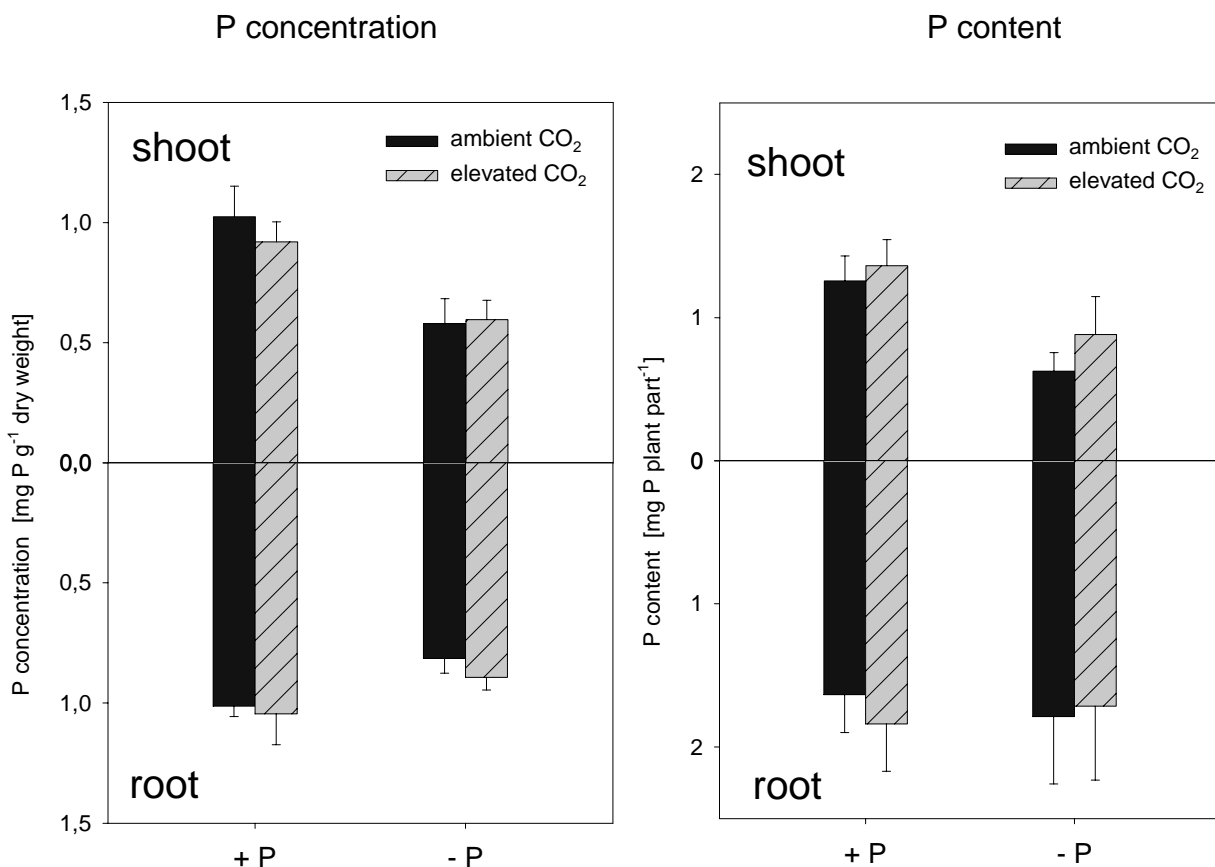 P concentration
P content
P concentration [mg P g⁻¹ dry weight]
1,5
1,0
0,5
0,0
0,5
1,0
1,5
shoot
ambient CO₂
elevated CO₂
root
+ P
- P
P content [mg P plant part⁻¹]
2
1
0
1
2
shoot
ambient CO₂
elevated CO₂
root
+ P
- P